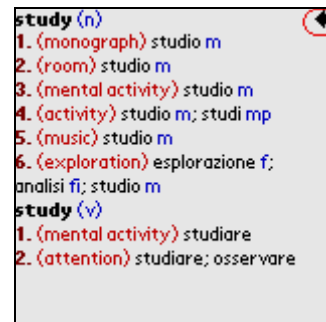 study (n)
1. (monograph) studio m
2. (room) studio m
3. (mental activity) studio m
4. (activity) studio m; studi mp
5. (music) studio m
6. (exploration) esplorazione f;
analisi fi; studio m
study (v)
1. (mental activity) studiare
2. (attention) studiare; osservare